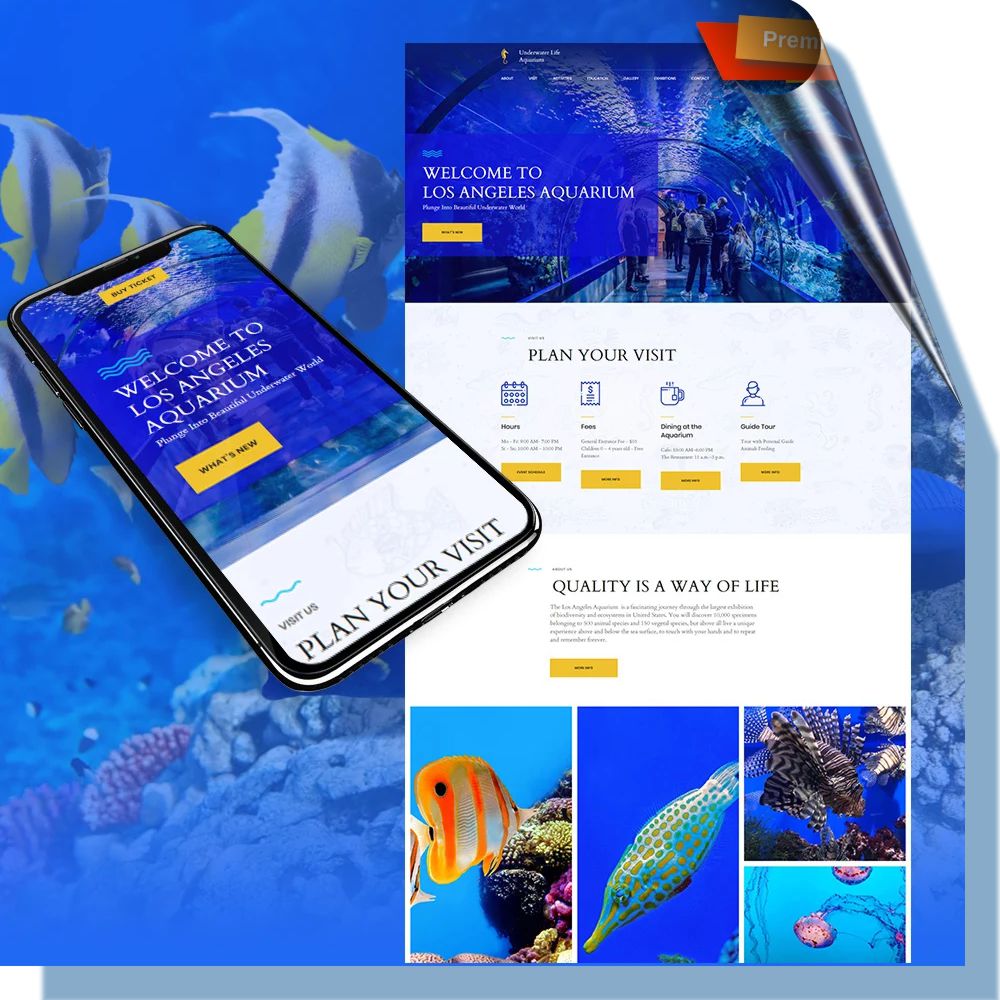 Prem
Underwater Life
Aquariums
ABOUT VISIT ACTIVITIES EDUCATION GALLERY EXHIBITIONS CONTACT
WELCOME TO
LOS ANGELES AQUARIUM
Plunge Into Beautiful Underwater World
WHAT'S NEW
BUY TICKET
WELCOME TO
LOS ANGELES
AQUARIUM
Plunge Into Beautiful Underwater World
WHAT'S NEW
VISIT US
PLAN YOUR VISIT
VISIT US
PLAN YOUR VISIT
Hours
Mo - Fr: 9:00 AM- 7:00 PM
St - Sn: 10:00 AM - 10:00 PM
EVENT SCHEDULE
Fees
General Entrance Fee - $10
Children 0 - 4 years old - Free
Entrance
MORE INFO
Dining at the
Aquarium
Cafe: 10:00 AM -6:00 PM
The Restaurant: 11 a.m.-3 p.m.
MORE INFO
Guide Tour
Tour with Personal Guide
Animals Feeding
MORE INFO
ABOUT US
QUALITY IS A WAY OF LIFE
The Los Angeles Aquarium is a fascinating journey through the largest exhibition
of biodiversity and ecosystems in United States. You will discover 10,000 specimens
belonging to 500 animal species and 150 vegetal species, but above all live a unique
experience above and below the sea surface, to touch with your hands and to repeat
and remember forever.
MORE INFO